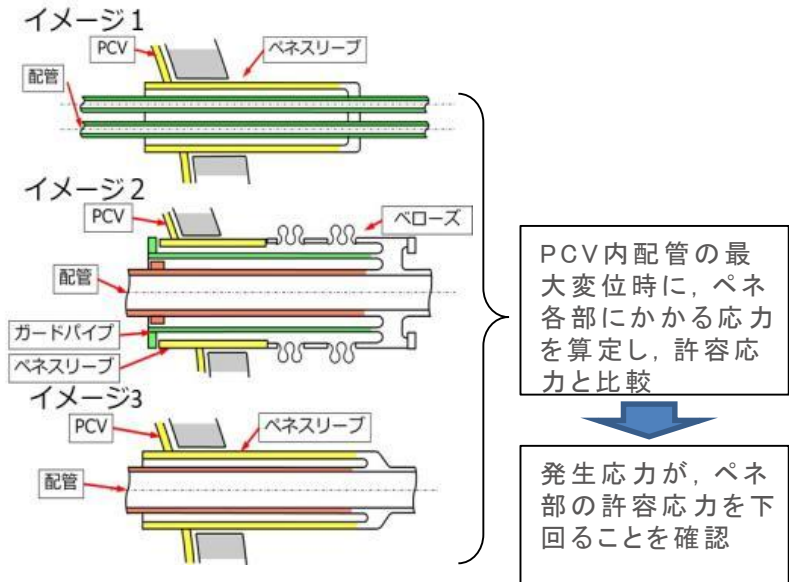 イメージ1
PCV
ペネスリーブ
配管
イメージ2
PCV
ベローズ
配管
ガードパイプ
ペネスリーブ
イメージ3
PCV
ペネスリーブ
配管
PCV内配管の最
大変位時に，ペネ
各部にかかる応力
を算定し，許容応
力と比較
発生応力が，ペネ
部の許容応力を下
回ることを確認